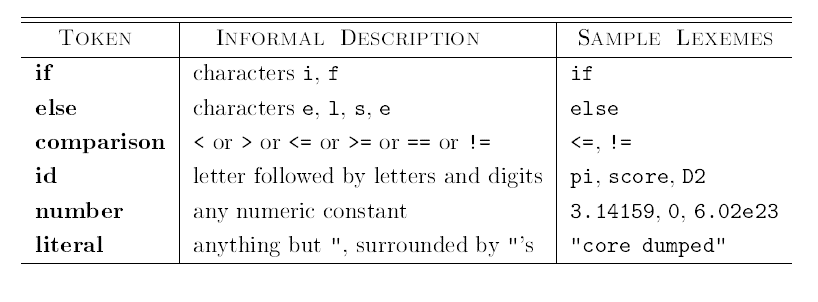 TOKEN INFORMAL DESCRIPTION SAMPLE LEXEMES
if characters i, f if
else characters e, l, s, e else
comparison < or > or <= or >= or == or != <=, !=
id letter followed by letters and digits pi, score, D2
number any numeric constant 3.14159, 0, 6.02e23
literal anything but ", surrounded by "'s "core dumped"